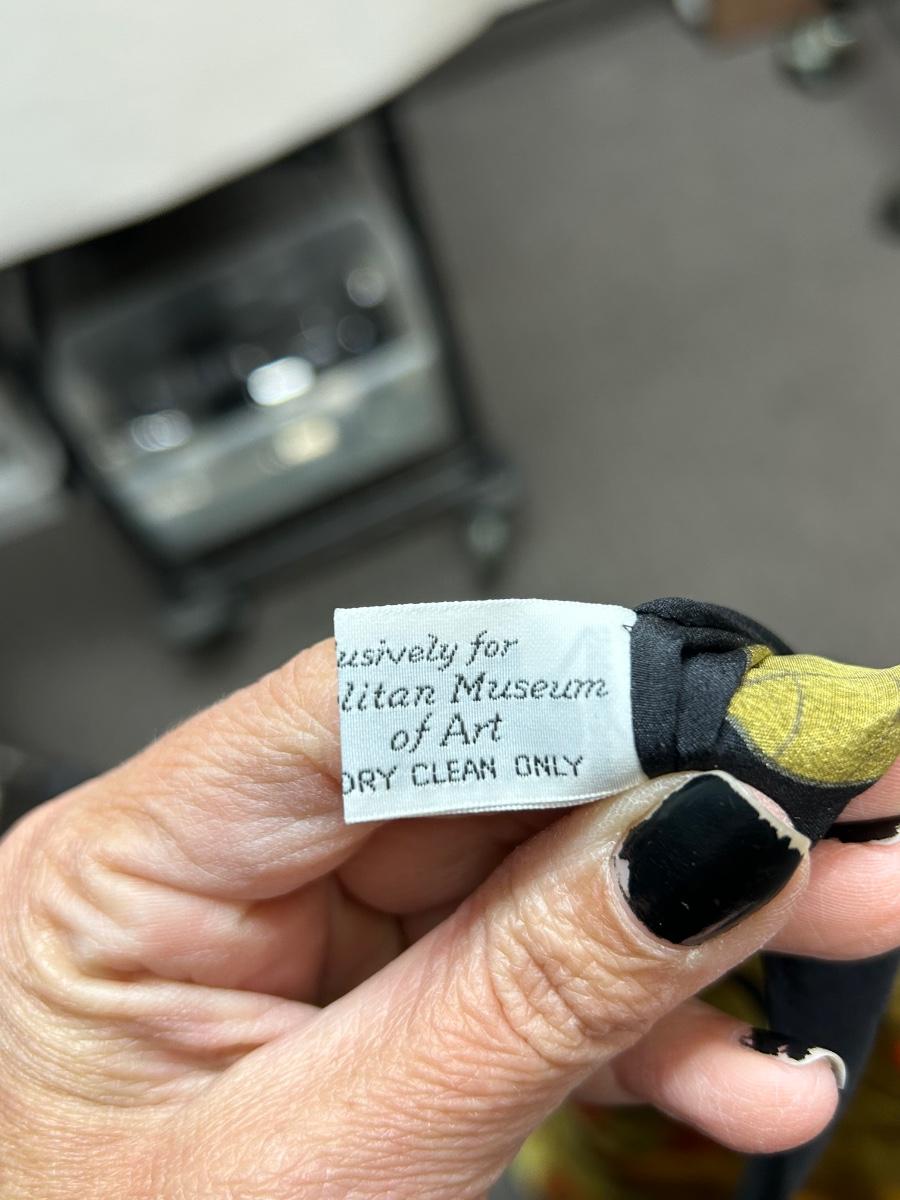 usively for
litan Museum
of Art
DRY CLEAN ONLY